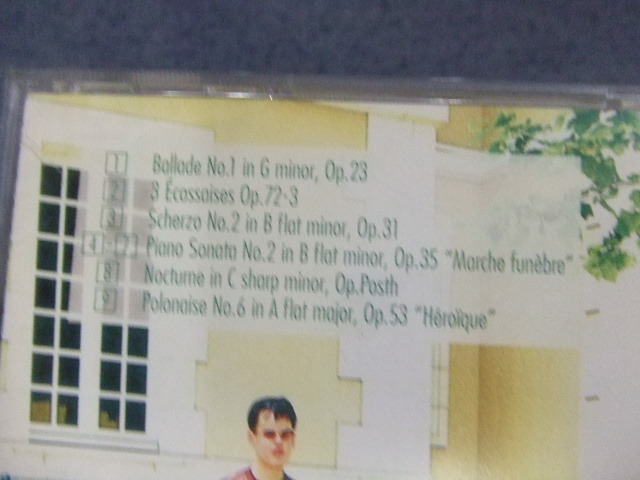 1 Ballade No.1 in G minor, Op.23
2 3 Écossaises Op.72-3
3 Scherzo No.2 in B flat minor, Op.31
4 - 7 Piano Sonata No.2 in B flat minor, Op.35 "Marche funèbre"
8 Nocturne in C sharp minor, Op.Posth
9 Polonaise No.6 in A flat major, Op.53 "Héroïque"